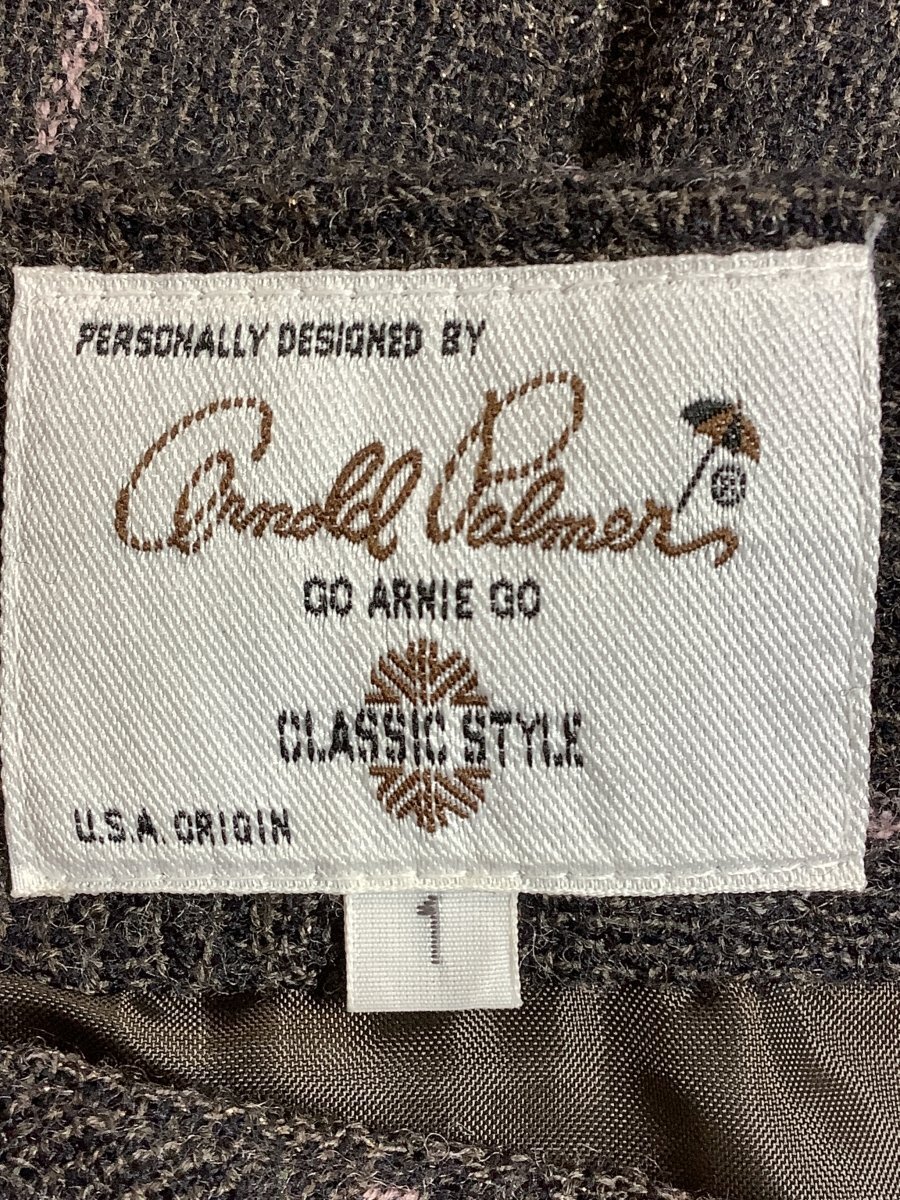 PERSONALLY DESIGNED BY
Arnold Palmer
®
GO ARNIE GO
CLASSIC STYLE
U.S.A. ORIGIN
1